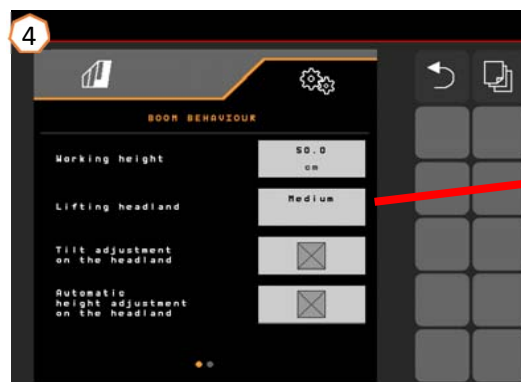 4
BOOM BEHAVIOUR
Working height
50.0
cm
Lifting headland
Medium
Tilt adjustment
on the headland
Automatic
height adjustment
on the headland